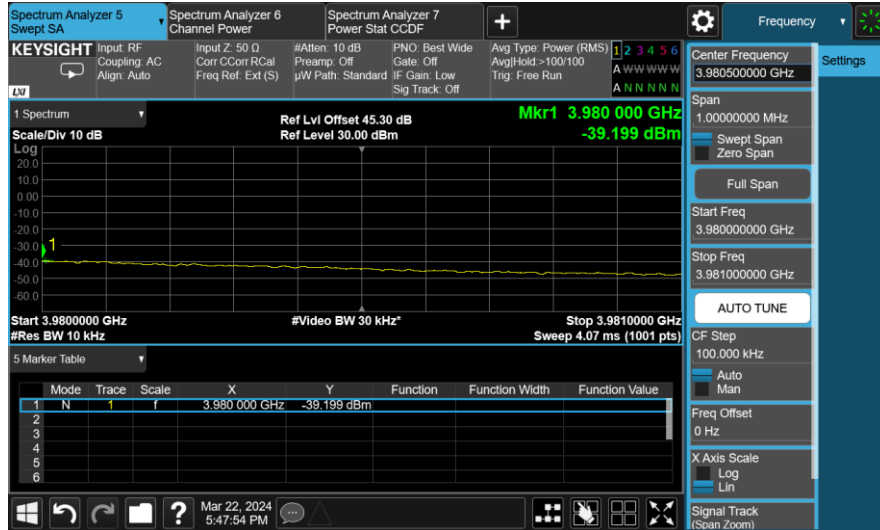 Spectrum Analyzer 5
Swept SA
Spectrum Analyzer 6
Channel Power
Spectrum Analyzer 7
Power Stat CCDF
Frequency
KEYSIGHT
LXI
Input: RF
Coupling: AC
Align: Auto
Input Z: 50 Ω
Corr CCorr RCal
Freq Ref: Ext (S)
#Atten: 10 dB
Preamp: Off
µW Path: Standard
PNO: Best Wide
Gate: Off
IF Gain: Low
Sig Track: Off
Avg Type: Power (RMS)
Avg|Hold:>100/100
Trig: Free Run
1 2 3 4 5 6
A W W W W W
A N N N N N
1 Spectrum
Scale/Div 10 dB
Ref Lvl Offset 45.30 dB
Ref Level 30.00 dBm
Mkr1 3.980 000 GHz
-39.199 dBm
Log
20.0
10.0
0.00
-10.0
-20.0
-30.0
-40.0
-50.0
-60.0
1
Start 3.9800000 GHz
#Res BW 10 kHz
#Video BW 30 kHz*
Stop 3.9810000 GHz
Sweep 4.07 ms (1001 pts)
5 Marker Table
Mode Trace Scale X Y Function Function Width Function Value
1 N 1 f 3.980 000 GHz -39.199 dBm
2
3
4
5
6
Mar 22, 2024
5:47:54 PM
Center Frequency
3.980500000 GHz
Span
1.00000000 MHz
Swept Span
Zero Span
Full Span
Start Freq
3.980000000 GHz
Stop Freq
3.981000000 GHz
AUTO TUNE
CF Step
100.000 kHz
Auto
Man
Freq Offset
0 Hz
X Axis Scale
Log
Lin
Signal Track
(Span Zoom)
Settings